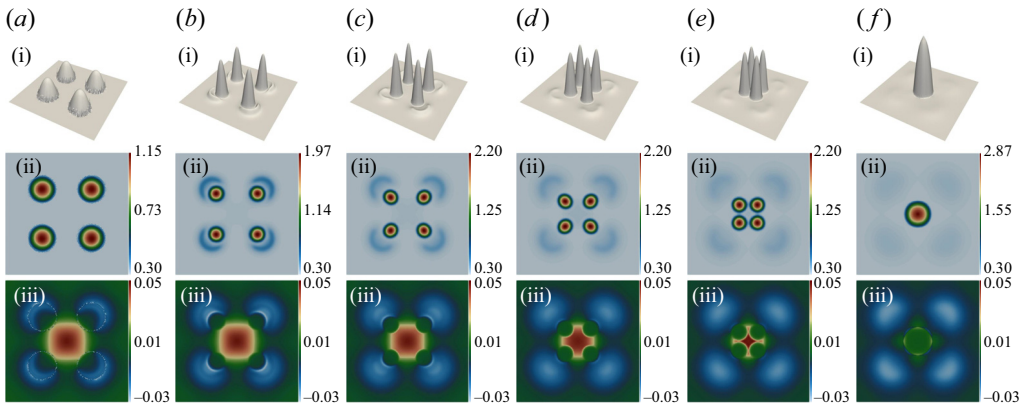 (a) (b) (c) (d) (e) (f)
(i) (i) (i) (i) (i) (i)
(ii) 1.15 (ii) 1.97 (ii) 2.20 (ii) 2.20 (ii) 2.20 (ii) 2.87
0.73 1.14 1.25 1.25 1.25 1.55
0.30 0.30 0.30 0.30 0.30 0.30
(iii) 0.05 (iii) 0.05 (iii) 0.05 (iii) 0.05 (iii) 0.05 (iii) 0.05
0.01 0.01 0.01 0.01 0.01 0.01
–0.03 –0.03 –0.03 –0.03 –0.03 –0.03